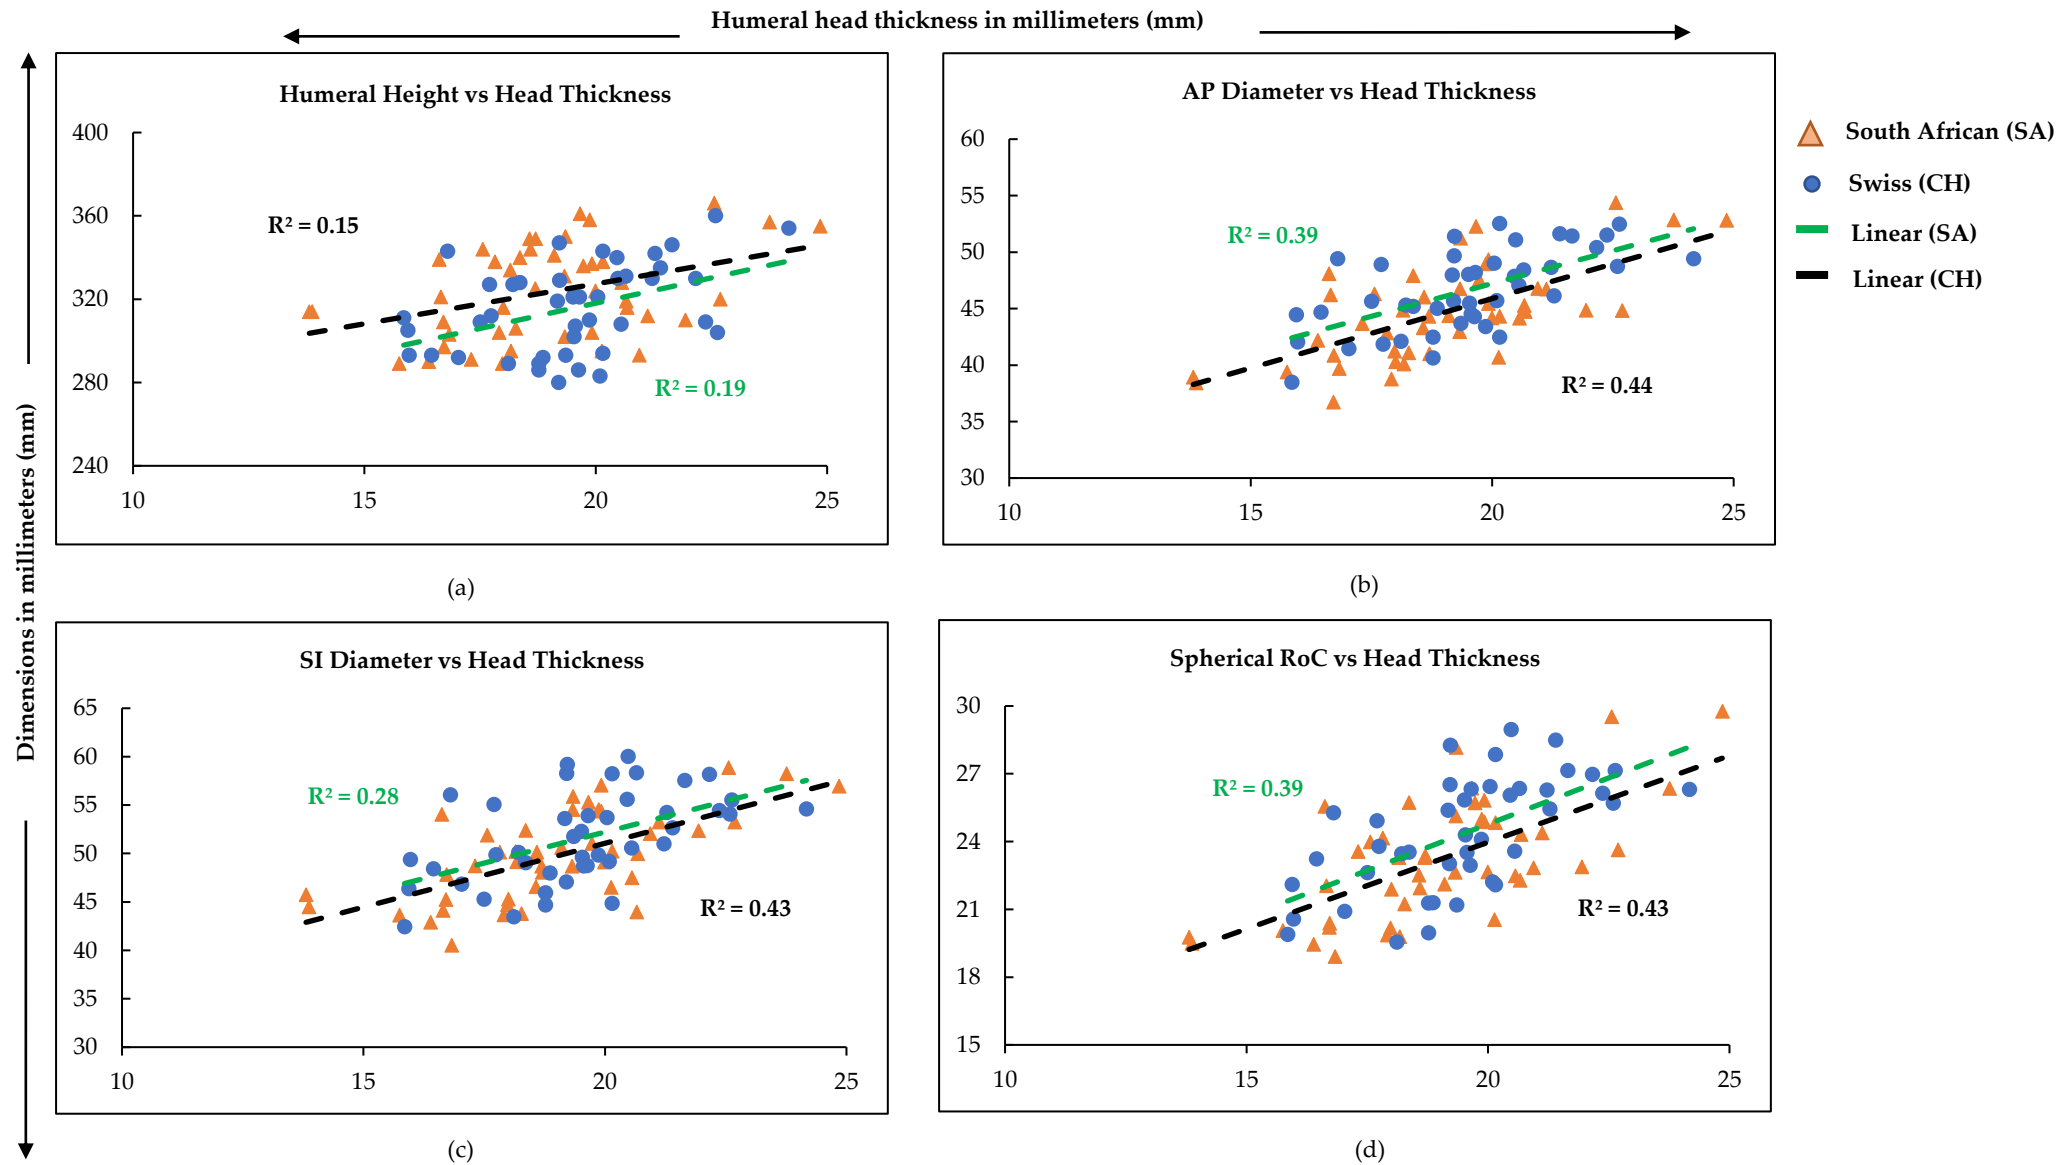 Humeral head thickness in millimeters (mm)
Dimensions in millimeters (mm)
Humeral Height vs Head Thickness
400
360
320
280
240
10 15 20 25
R² = 0.15
R² = 0.19
(a)
AP Diameter vs Head Thickness
60
55
50
45
40
35
30
10 15 20 25
R² = 0.39
R² = 0.44
(b)
South African (SA)
Swiss (CH)
Linear (SA)
Linear (CH)
SI Diameter vs Head Thickness
65
60
55
50
45
40
35
30
10 15 20 25
R² = 0.28
R² = 0.43
(c)
Spherical RoC vs Head Thickness
30
27
24
21
18
15
10 15 20 25
R² = 0.39
R² = 0.43
(d)